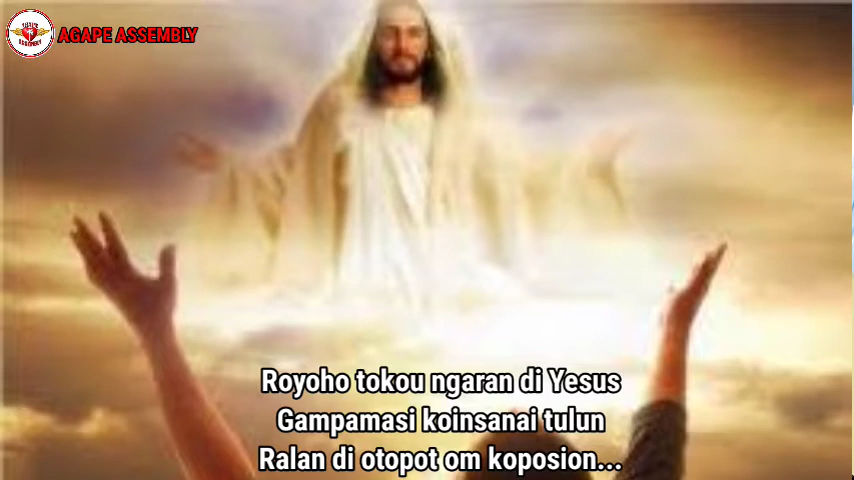 AGAPE ASSEMBLY
Royoho tokou ngaran di Yesus
Gampamasi koinsanai tulun
Ralan di otopot om koposion...